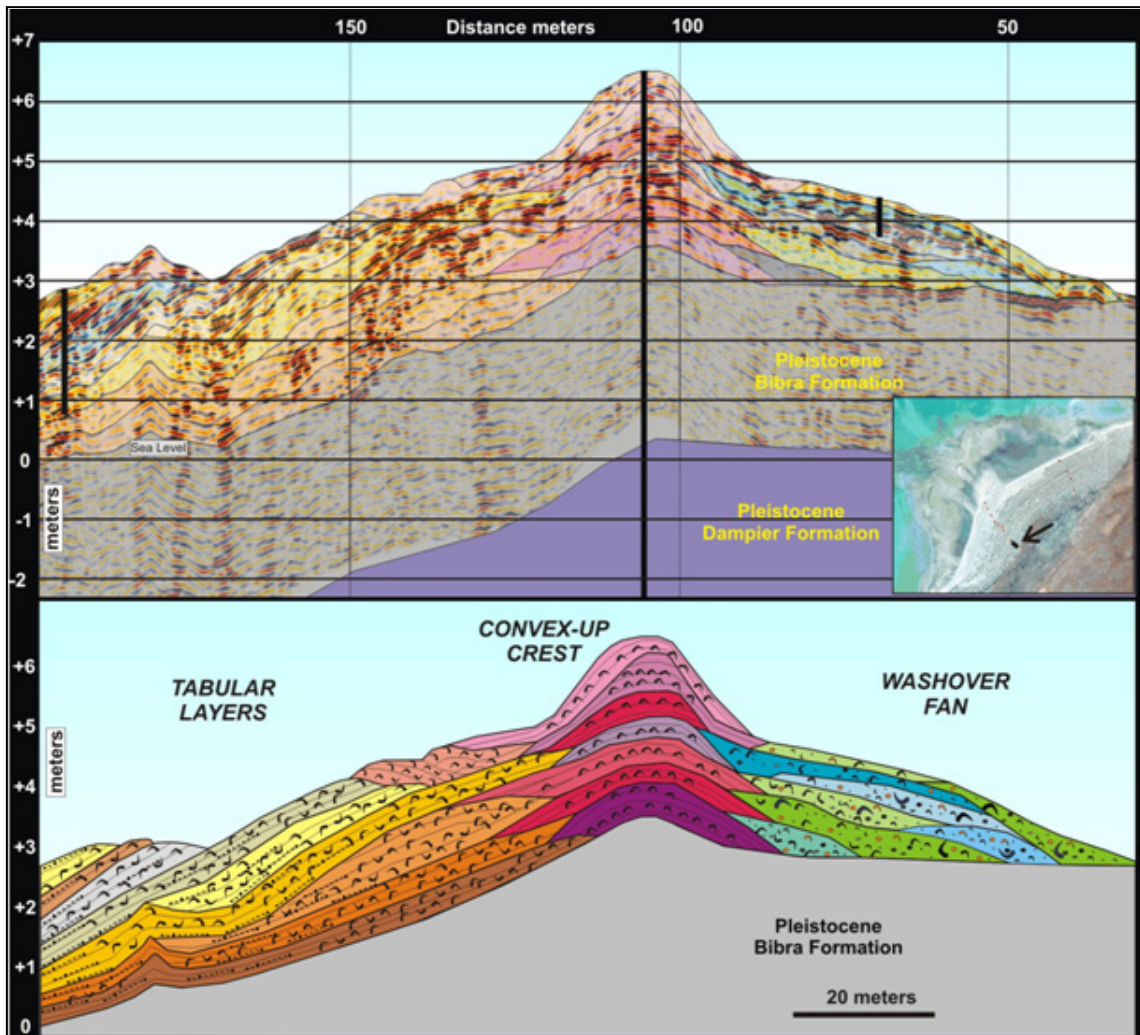 150 Distance meters 100 50
+7
+6
+5
+4
+3
+2
+1
0
-1
-2
meters
Sea Level
Pleistocene
Bibra Formation
Pleistocene
Dampier Formation
CONVEX-UP
CREST
TABULAR
LAYERS
WASHOVER
FAN
+6
+5
+4
+3
+2
+1
0
meters
Pleistocene
Bibra Formation
20 meters